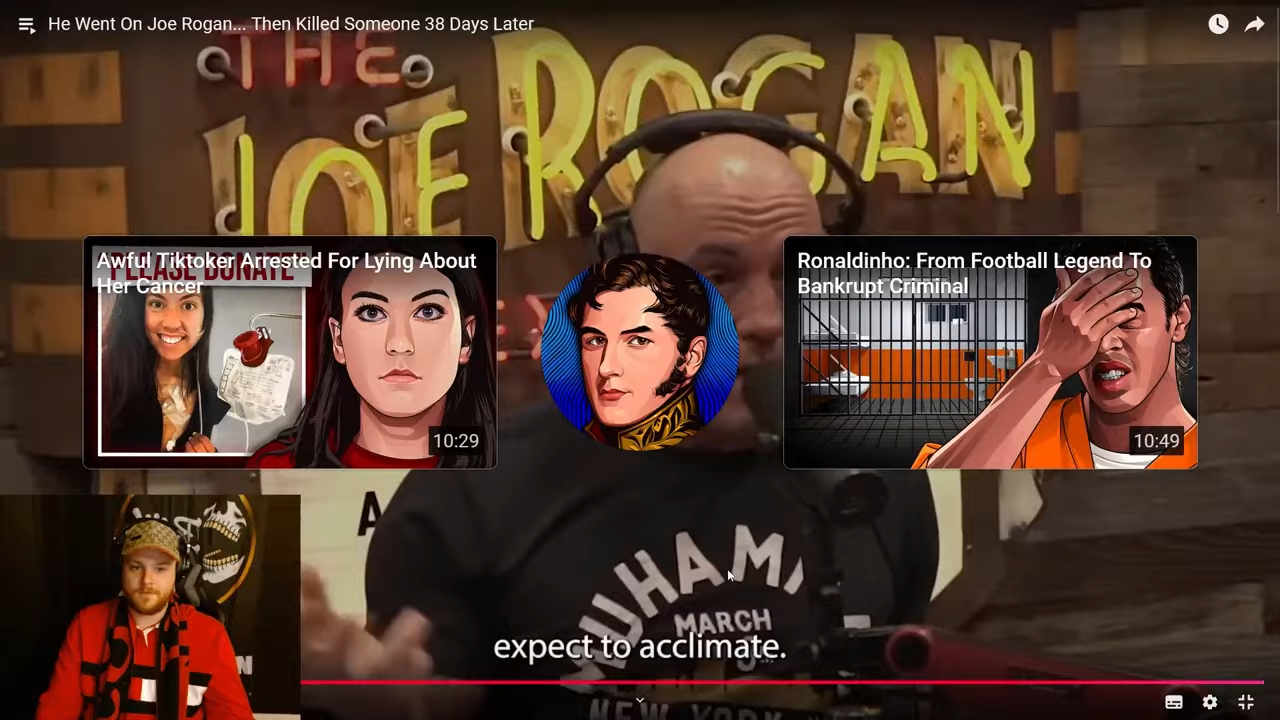 He Went On Joe Rogan... Then Killed Someone 38 Days Later
THE
JOE ROGAN
PLEASE DONATE
Awful Tiktoker Arrested For Lying About
Her Cancer
10:29
Ronaldinho: From Football Legend To
Bankrupt Criminal
10:49
A
MARCH
expect to acclimate.
N
NEW YORK